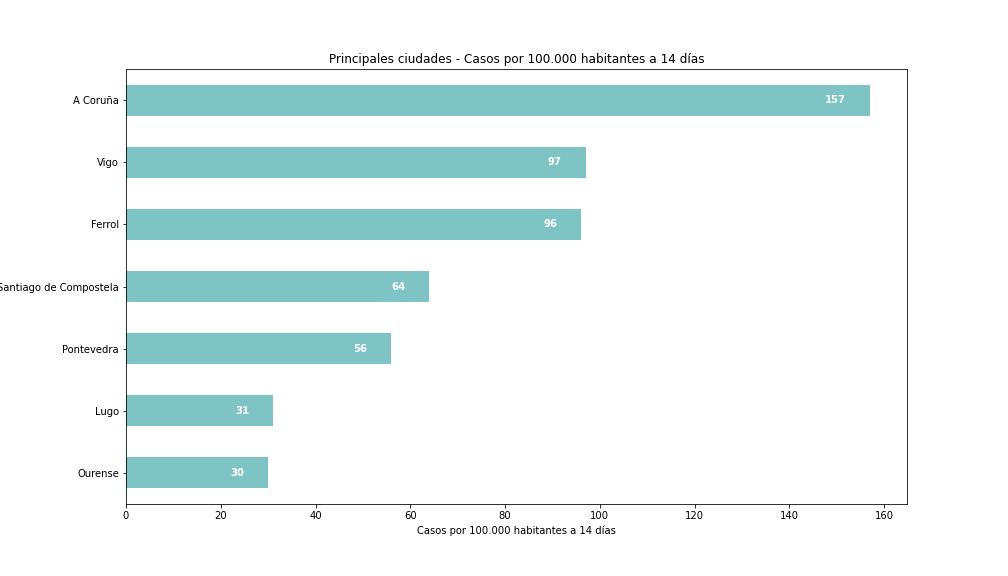 Principales ciudades - Casos por 100.000 habitantes a 14 días
A Coruña 157
Vigo 97
Ferrol 96
Santiago de Compostela 64
Pontevedra 56
Lugo 31
Ourense 30
0 20 40 60 80 100 120 140 160
Casos por 100.000 habitantes a 14 días